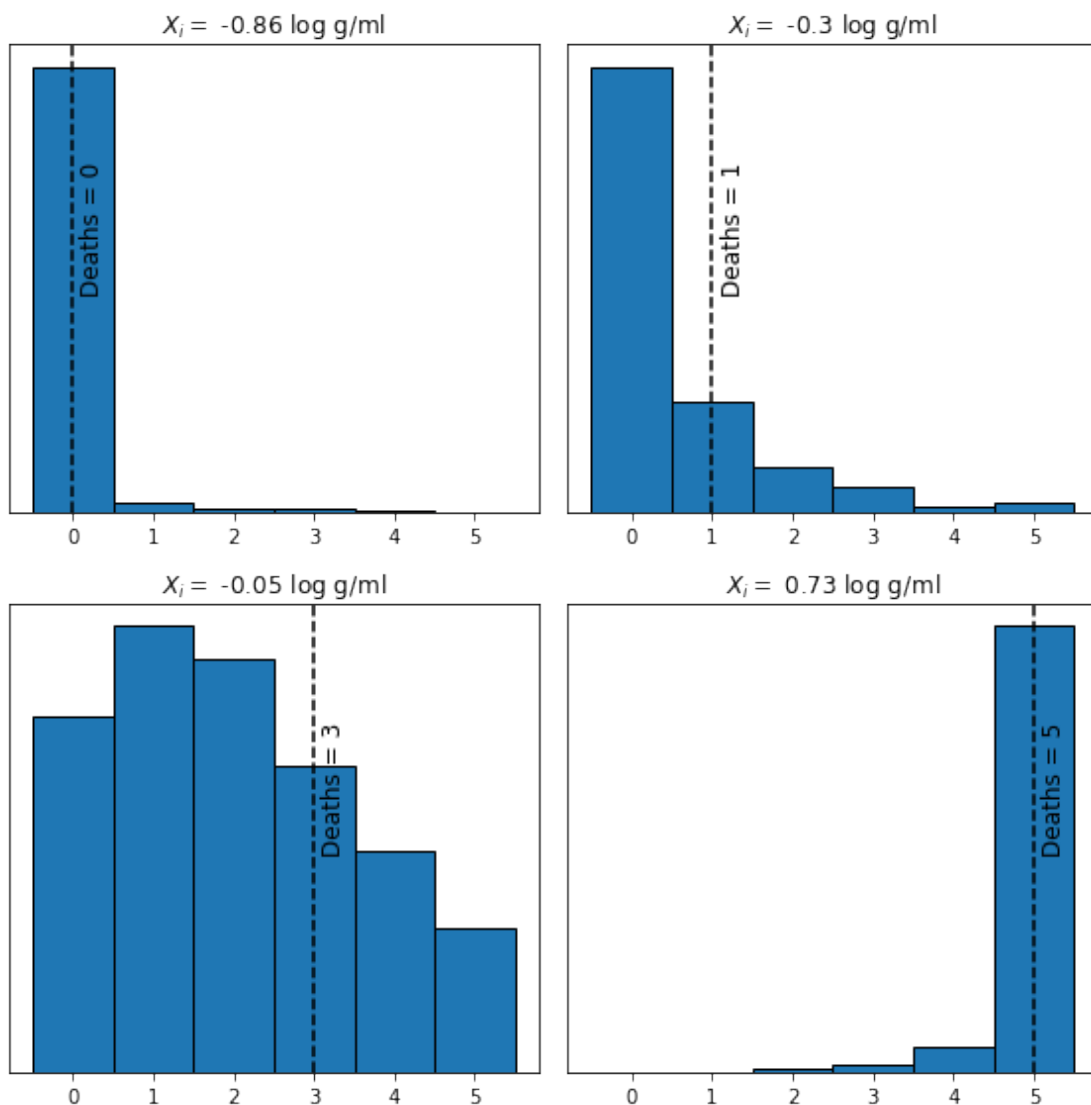 X_i = -0.86 log g/ml
Deaths = 0
0 1 2 3 4 5
X_i = -0.3 log g/ml
Deaths = 1
0 1 2 3 4 5
X_i = -0.05 log g/ml
Deaths = 3
0 1 2 3 4 5
X_i = 0.73 log g/ml
Deaths = 5
0 1 2 3 4 5